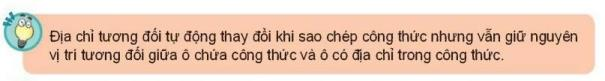 Địa chỉ tương đối tự động thay đổi khi sao chép công thức nhưng vẫn giữ nguyên
vị trí tương đối giữa ô chứa công thức và ô có địa chỉ trong công thức.